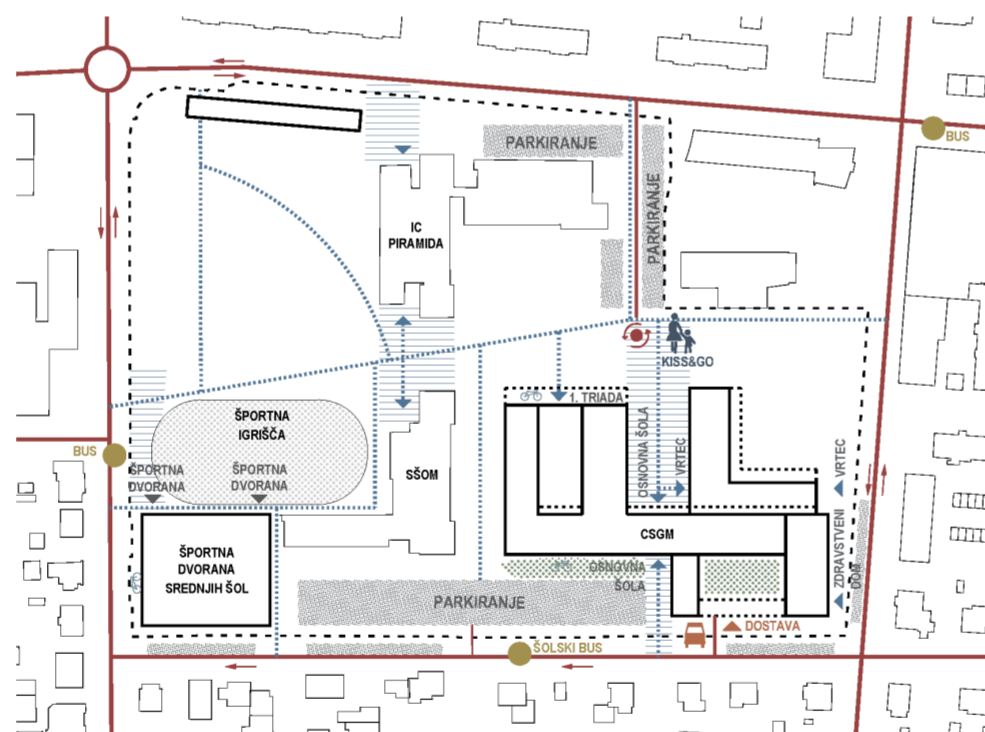 BUS
PARKIRANJE
PARKIRANJE
IC
PIRAMIDA
KISS&GO
1. TRIADA
ŠPORTNA
IGRIŠČA
OSNOVNA ŠOLA
VRTEC
BUS
ŠPORTNA
DVORANA
ŠPORTNA
DVORANA
SŠOM
VRTEC
CSGM
ZDRAVSTVENI
DOM
ŠPORTNA
DVORANA
SREDNJIH ŠOL
OSNOVNA
ŠOLA
PARKIRANJE
DOSTAVA
ŠOLSKI BUS